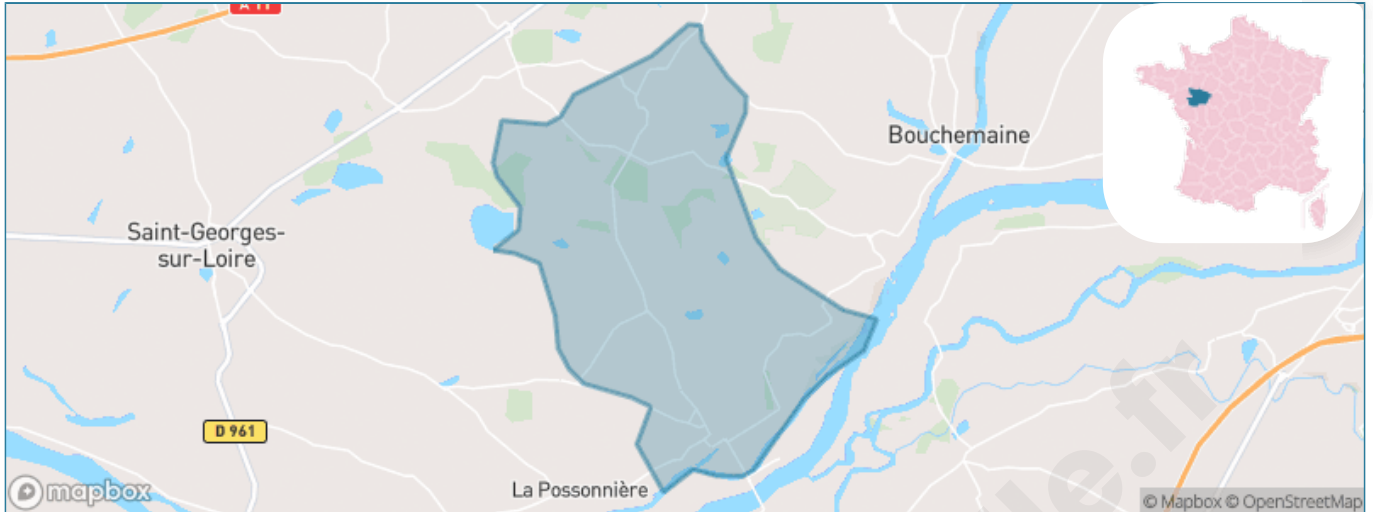 A 11
Bouchemaine
Saint-Georges-
sur-Loire
D 961
La Possonnière
mapbox
© Mapbox © OpenStreetMap